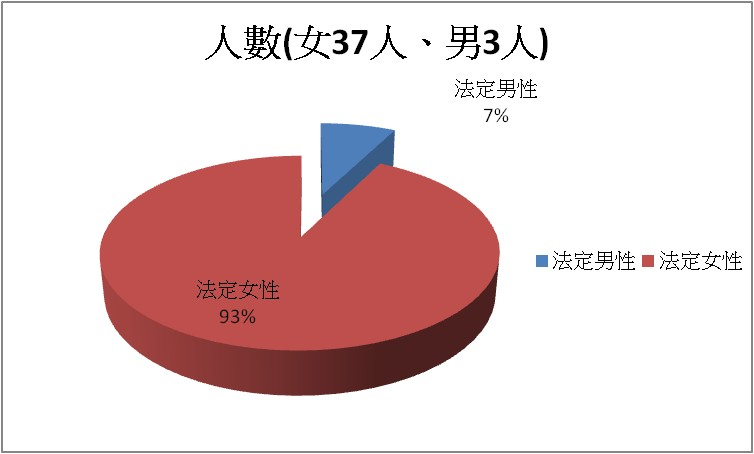 人數(女37人、男3人)
法定男性
7%
法定女性
93%
法定男性 法定女性